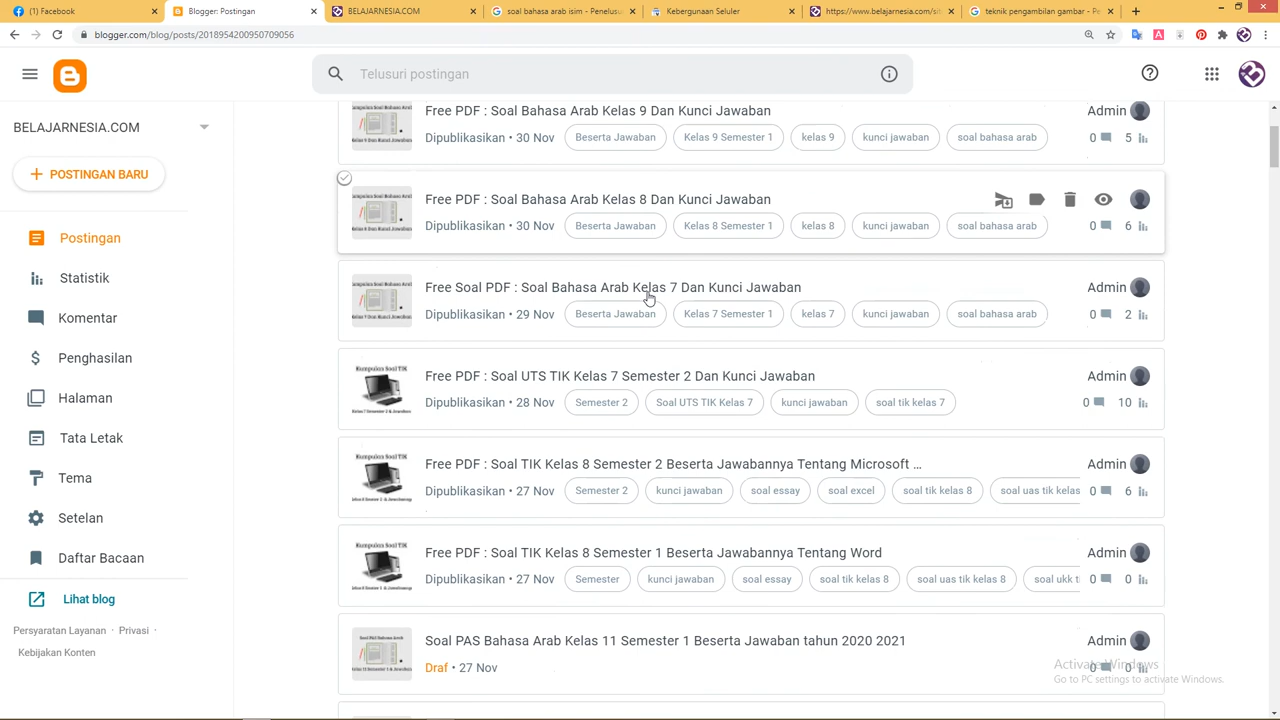 Facebook
Blogger: Postingan
BELAJARNESIA.COM
soal bahasa arab isim - Penelusu
Kebergunaan Seluler
https://www.belajarnesia.com/sit
teknik pengambilan gambar - Pe
blogger.com/blog/posts/2018954200950709056
Telusuri postingan
BELAJARNESIA.COM
POSTINGAN BARU
Postingan
Statistik
Komentar
Penghasilan
Halaman
Tata Letak
Tema
Setelan
Daftar Bacaan
Lihat blog
Persyaratan Layanan · Privasi ·
Kebijakan Konten
Free PDF : Soal Bahasa Arab Kelas 9 Dan Kunci Jawaban Admin
Dipublikasikan • 30 Nov Beserta Jawaban Kelas 9 Semester 1 kelas 9 kunci jawaban soal bahasa arab 0 5
Free PDF : Soal Bahasa Arab Kelas 8 Dan Kunci Jawaban
Dipublikasikan • 30 Nov Beserta Jawaban Kelas 8 Semester 1 kelas 8 kunci jawaban soal bahasa arab 0 6
Free Soal PDF : Soal Bahasa Arab Kelas 7 Dan Kunci Jawaban Admin
Dipublikasikan • 29 Nov Beserta Jawaban Kelas 7 Semester 1 kelas 7 kunci jawaban soal bahasa arab 0 2
Free PDF : Soal UTS TIK Kelas 7 Semester 2 Dan Kunci Jawaban Admin
Dipublikasikan • 28 Nov Semester 2 Soal UTS TIK Kelas 7 kunci jawaban soal tik kelas 7 0 10
Free PDF : Soal TIK Kelas 8 Semester 2 Beserta Jawabannya Tentang Microsoft … Admin
Dipublikasikan • 27 Nov Semester 2 kunci jawaban soal essay soal excel soal tik kelas 8 soal uas tik kelas 0 6
Free PDF : Soal TIK Kelas 8 Semester 1 Beserta Jawabannya Tentang Word Admin
Dipublikasikan • 27 Nov Semester kunci jawaban soal essay soal tik kelas 8 soal uas tik kelas 8 soal ukk t 0
Soal PAS Bahasa Arab Kelas 11 Semester 1 Beserta Jawaban Tahun 2020 2021 Admin
Draf • 27 Nov 0 0
Activate Windows
Go to PC settings to activate Windows.